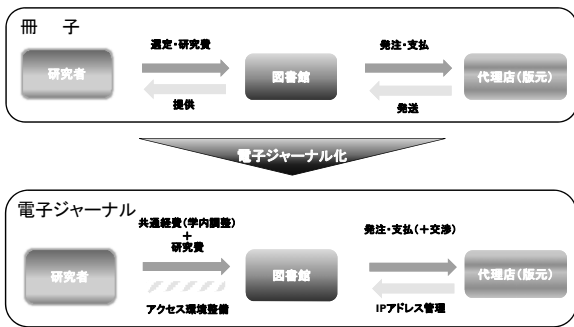 冊 子
選定・研究費
発注・支払
研究者
図書館
代理店(版元)
提供
発送
電子ジャーナル化
電子ジャーナル
共通経費(学内調整)
+
研究費
発注・支払(+交渉)
研究者
図書館
代理店(版元)
アクセス環境整備
IPアドレス管理